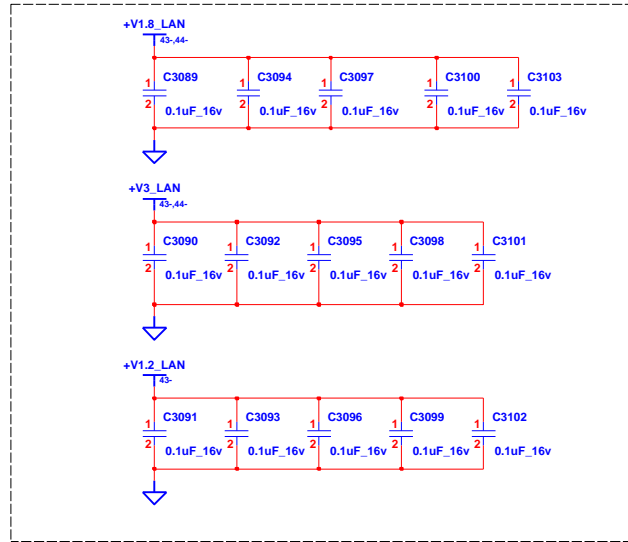 +V1.8_LAN
43-,44-
C3089 C3094 C3097 C3100 C3103
1 1 1 1 1
2 2 2 2 2
0.1uF_16v 0.1uF_16v 0.1uF_16v 0.1uF_16v 0.1uF_16v
+V3_LAN
43-,44-
C3090 C3092 C3095 C3098 C3101
1 1 1 1 1
2 2 2 2 2
0.1uF_16v 0.1uF_16v 0.1uF_16v 0.1uF_16v 0.1uF_16v
+V1.2_LAN
43-
C3091 C3093 C3096 C3099 C3102
1 1 1 1 1
2 2 2 2 2
0.1uF_16v 0.1uF_16v 0.1uF_16v 0.1uF_16v 0.1uF_16v